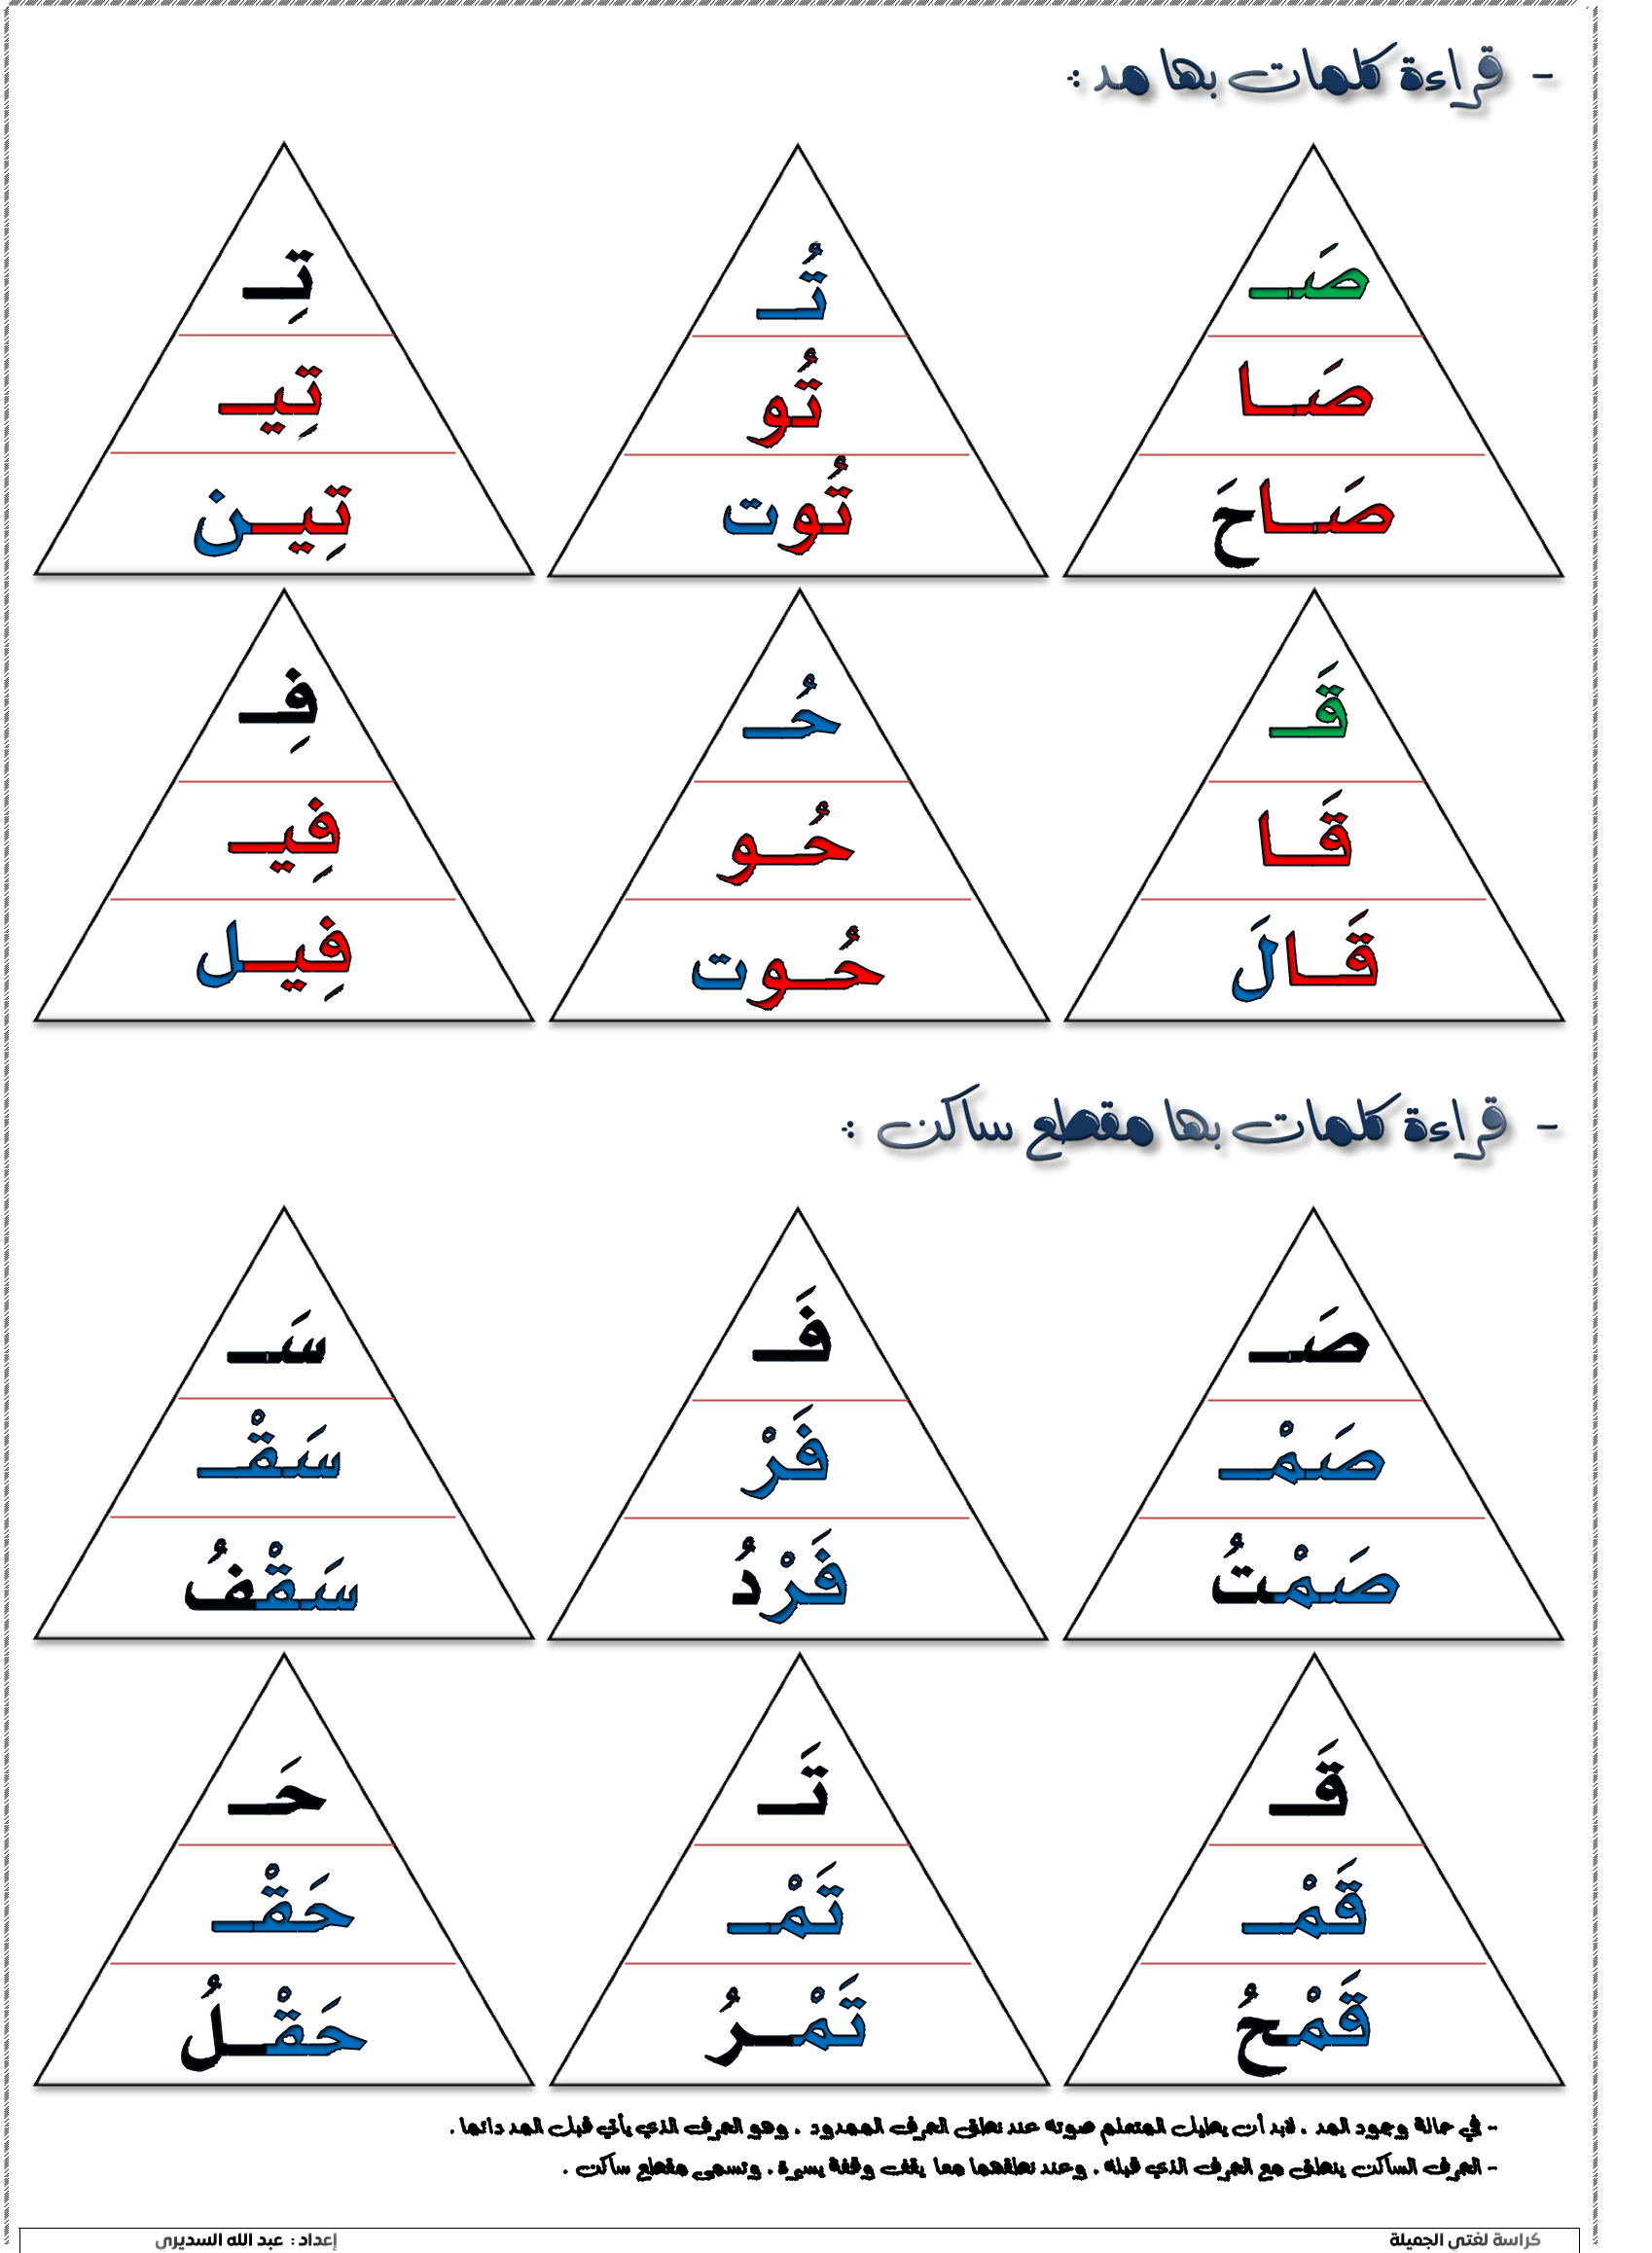 - قراءة كلمات بها مد :
صَـ تُـ تِـ
صَـا تُو تِيـ
صَـاحَ تُوت تِيـن
قَـ حُـ فِـ
قَـا حُـو فِيـ
قَـالَ حُـوت فِيـل
- قراءة كلمات بها مقطع ساكن :
صَـ فَـ سَـ
صَمْـ فَرْ سَقْـ
صَمْتُ فَرْدُ سَقْفُ
قَـ تَـ حَـ
قَمْـ تَمْـ حَقْـ
قَمْحُ تَمْـرُ حَقْـلُ
- في حالة وجود المد . لابد أن يطيل المتعلم صوته عند نطق الحرف الممدود . وهو الحرف الذي يأتي قبل المد دائما .
- الحرف الساكن ينطق مع الحرف الذي قبله . وعند نطقهما معا يقف وقفة يسيرة . وتسمى مقطع ساكن .
كراسة لغتي الجميلة إعداد : عبد الله السديري